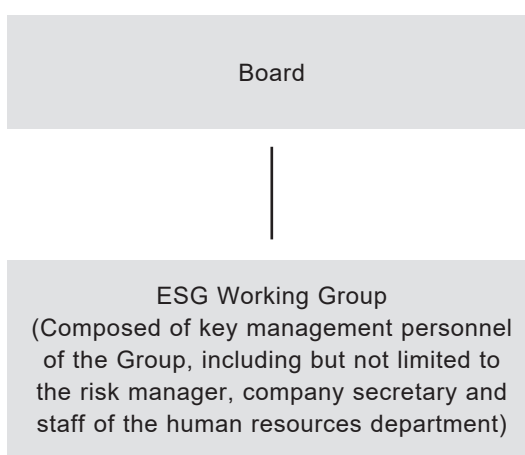 Board
ESG Working Group
(Composed of key management personnel
of the Group, including but not limited to
the risk manager, company secretary and
staff of the human resources department)